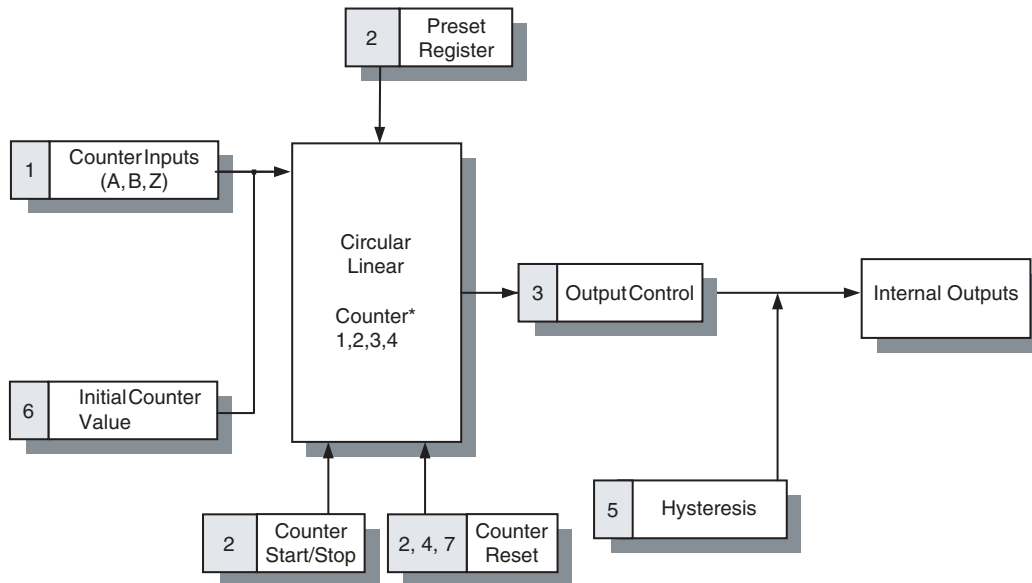 2
Preset
Register
1
Counter Inputs
(A, B, Z)
Circular
Linear
Counter*
1,2,3,4
3
Output Control
Internal Outputs
6
Initial Counter
Value
5
Hysteresis
2
Counter
Start/Stop
2, 4, 7
Counter
Reset